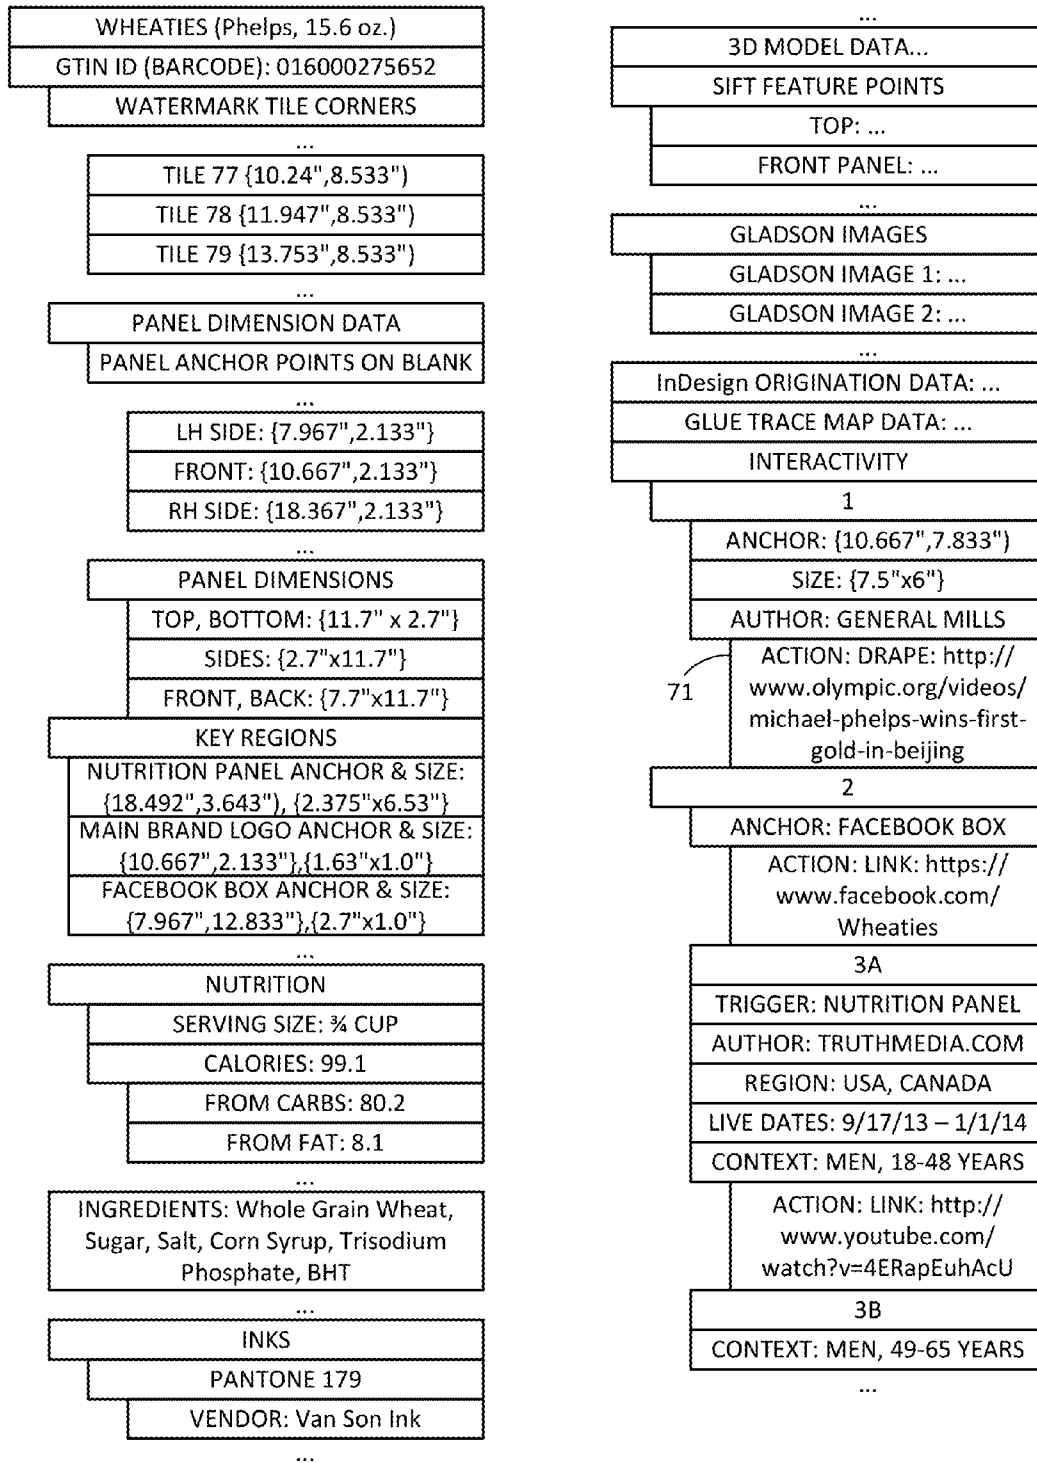 WHEATIES (Phelps, 15.6 oz.)
GTIN ID (BARCODE): 016000275652
WATERMARK TILE CORNERS
...
TILE 77 {10.24",8.533")
TILE 78 {11.947",8.533")
TILE 79 {13.753",8.533")
...
PANEL DIMENSION DATA
PANEL ANCHOR POINTS ON BLANK
...
LH SIDE: {7.967",2.133"}
FRONT: {10.667",2.133"}
RH SIDE: {18.367",2.133"}
...
PANEL DIMENSIONS
TOP, BOTTOM: {11.7" x 2.7"}
SIDES: {2.7"x11.7"}
FRONT, BACK: {7.7"x11.7"}
KEY REGIONS
NUTRITION PANEL ANCHOR & SIZE:
{18.492",3.643"), {2.375"x6.53"}
MAIN BRAND LOGO ANCHOR & SIZE:
{10.667",2.133"},{1.63"x1.0"}
FACEBOOK BOX ANCHOR & SIZE:
{7.967",12.833"},{2.7"x1.0"}
...
NUTRITION
SERVING SIZE: ¾ CUP
CALORIES: 99.1
FROM CARBS: 80.2
FROM FAT: 8.1
...
INGREDIENTS: Whole Grain Wheat,
Sugar, Salt, Corn Syrup, Trisodium
Phosphate, BHT
...
INKS
PANTONE 179
VENDOR: Van Son Ink
...
...
3D MODEL DATA...
SIFT FEATURE POINTS
TOP: ...
FRONT PANEL: ...
...
GLADSON IMAGES
GLADSON IMAGE 1: ...
GLADSON IMAGE 2: ...
...
InDesign ORIGINATION DATA: ...
GLUE TRACE MAP DATA: ...
INTERACTIVITY
1
ANCHOR: {10.667",7.833")
SIZE: {7.5"x6"}
AUTHOR: GENERAL MILLS
71
ACTION: DRAPE: http://
www.olympic.org/videos/
michael-phelps-wins-first-
gold-in-beijing
2
ANCHOR: FACEBOOK BOX
ACTION: LINK: https://
www.facebook.com/
Wheaties
3A
TRIGGER: NUTRITION PANEL
AUTHOR: TRUTHMEDIA.COM
REGION: USA, CANADA
LIVE DATES: 9/17/13 – 1/1/14
CONTEXT: MEN, 18-48 YEARS
ACTION: LINK: http://
www.youtube.com/
watch?v=4ERapEuhAcU
3B
CONTEXT: MEN, 49-65 YEARS
...